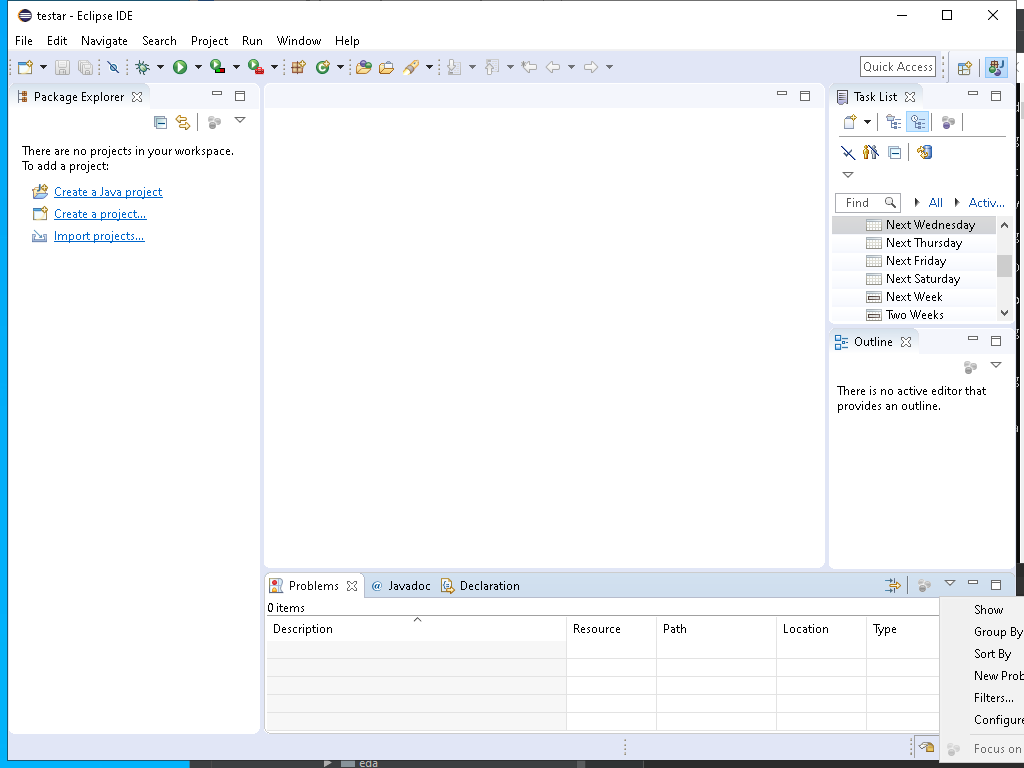 testar - Eclipse IDE
File Edit Navigate Search Project Run Window Help
Quick Access
Package Explorer
There are no projects in your workspace.
To add a project:
Create a Java project
Create a project...
Import projects...
Task List
Find All Activ...
Next Wednesday
Next Thursday
Next Friday
Next Saturday
Next Week
Two Weeks
Outline
There is no active editor that
provides an outline.
Problems @ Javadoc Declaration
0 items
Description Resource Path Location Type
Show
Group By
Sort By
New Prob
Filters...
Configure
Focus on
eda